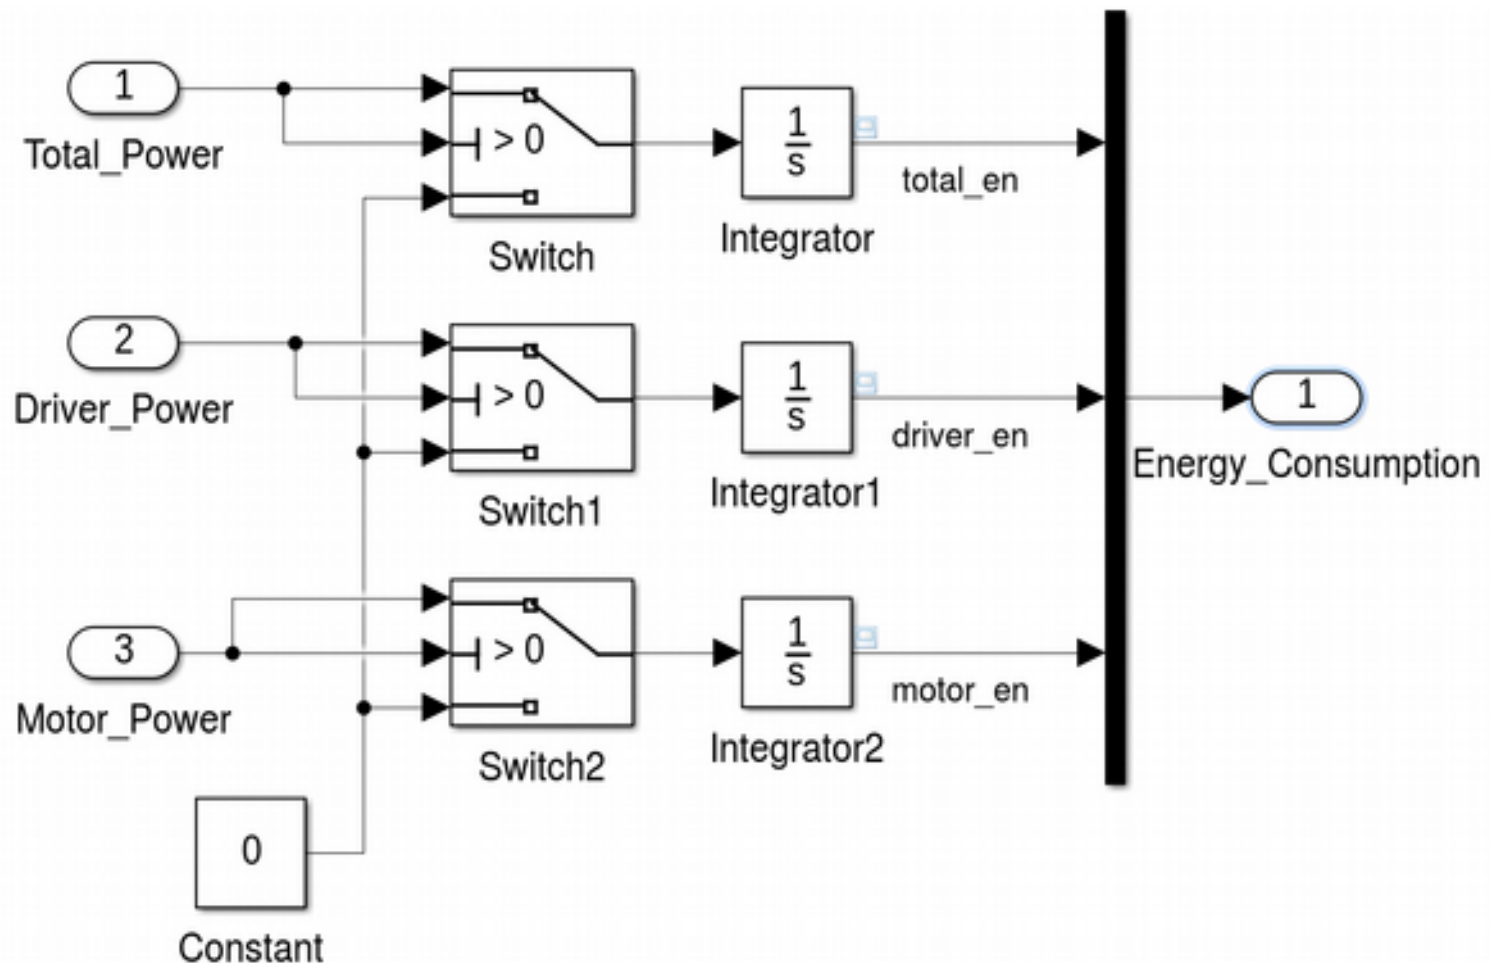 1
Total_Power
> 0
Switch
1
s
Integrator
total_en
2
Driver_Power
> 0
Switch1
1
s
Integrator1
driver_en
1
Energy_Consumption
3
Motor_Power
> 0
Switch2
1
s
Integrator2
motor_en
0
Constant